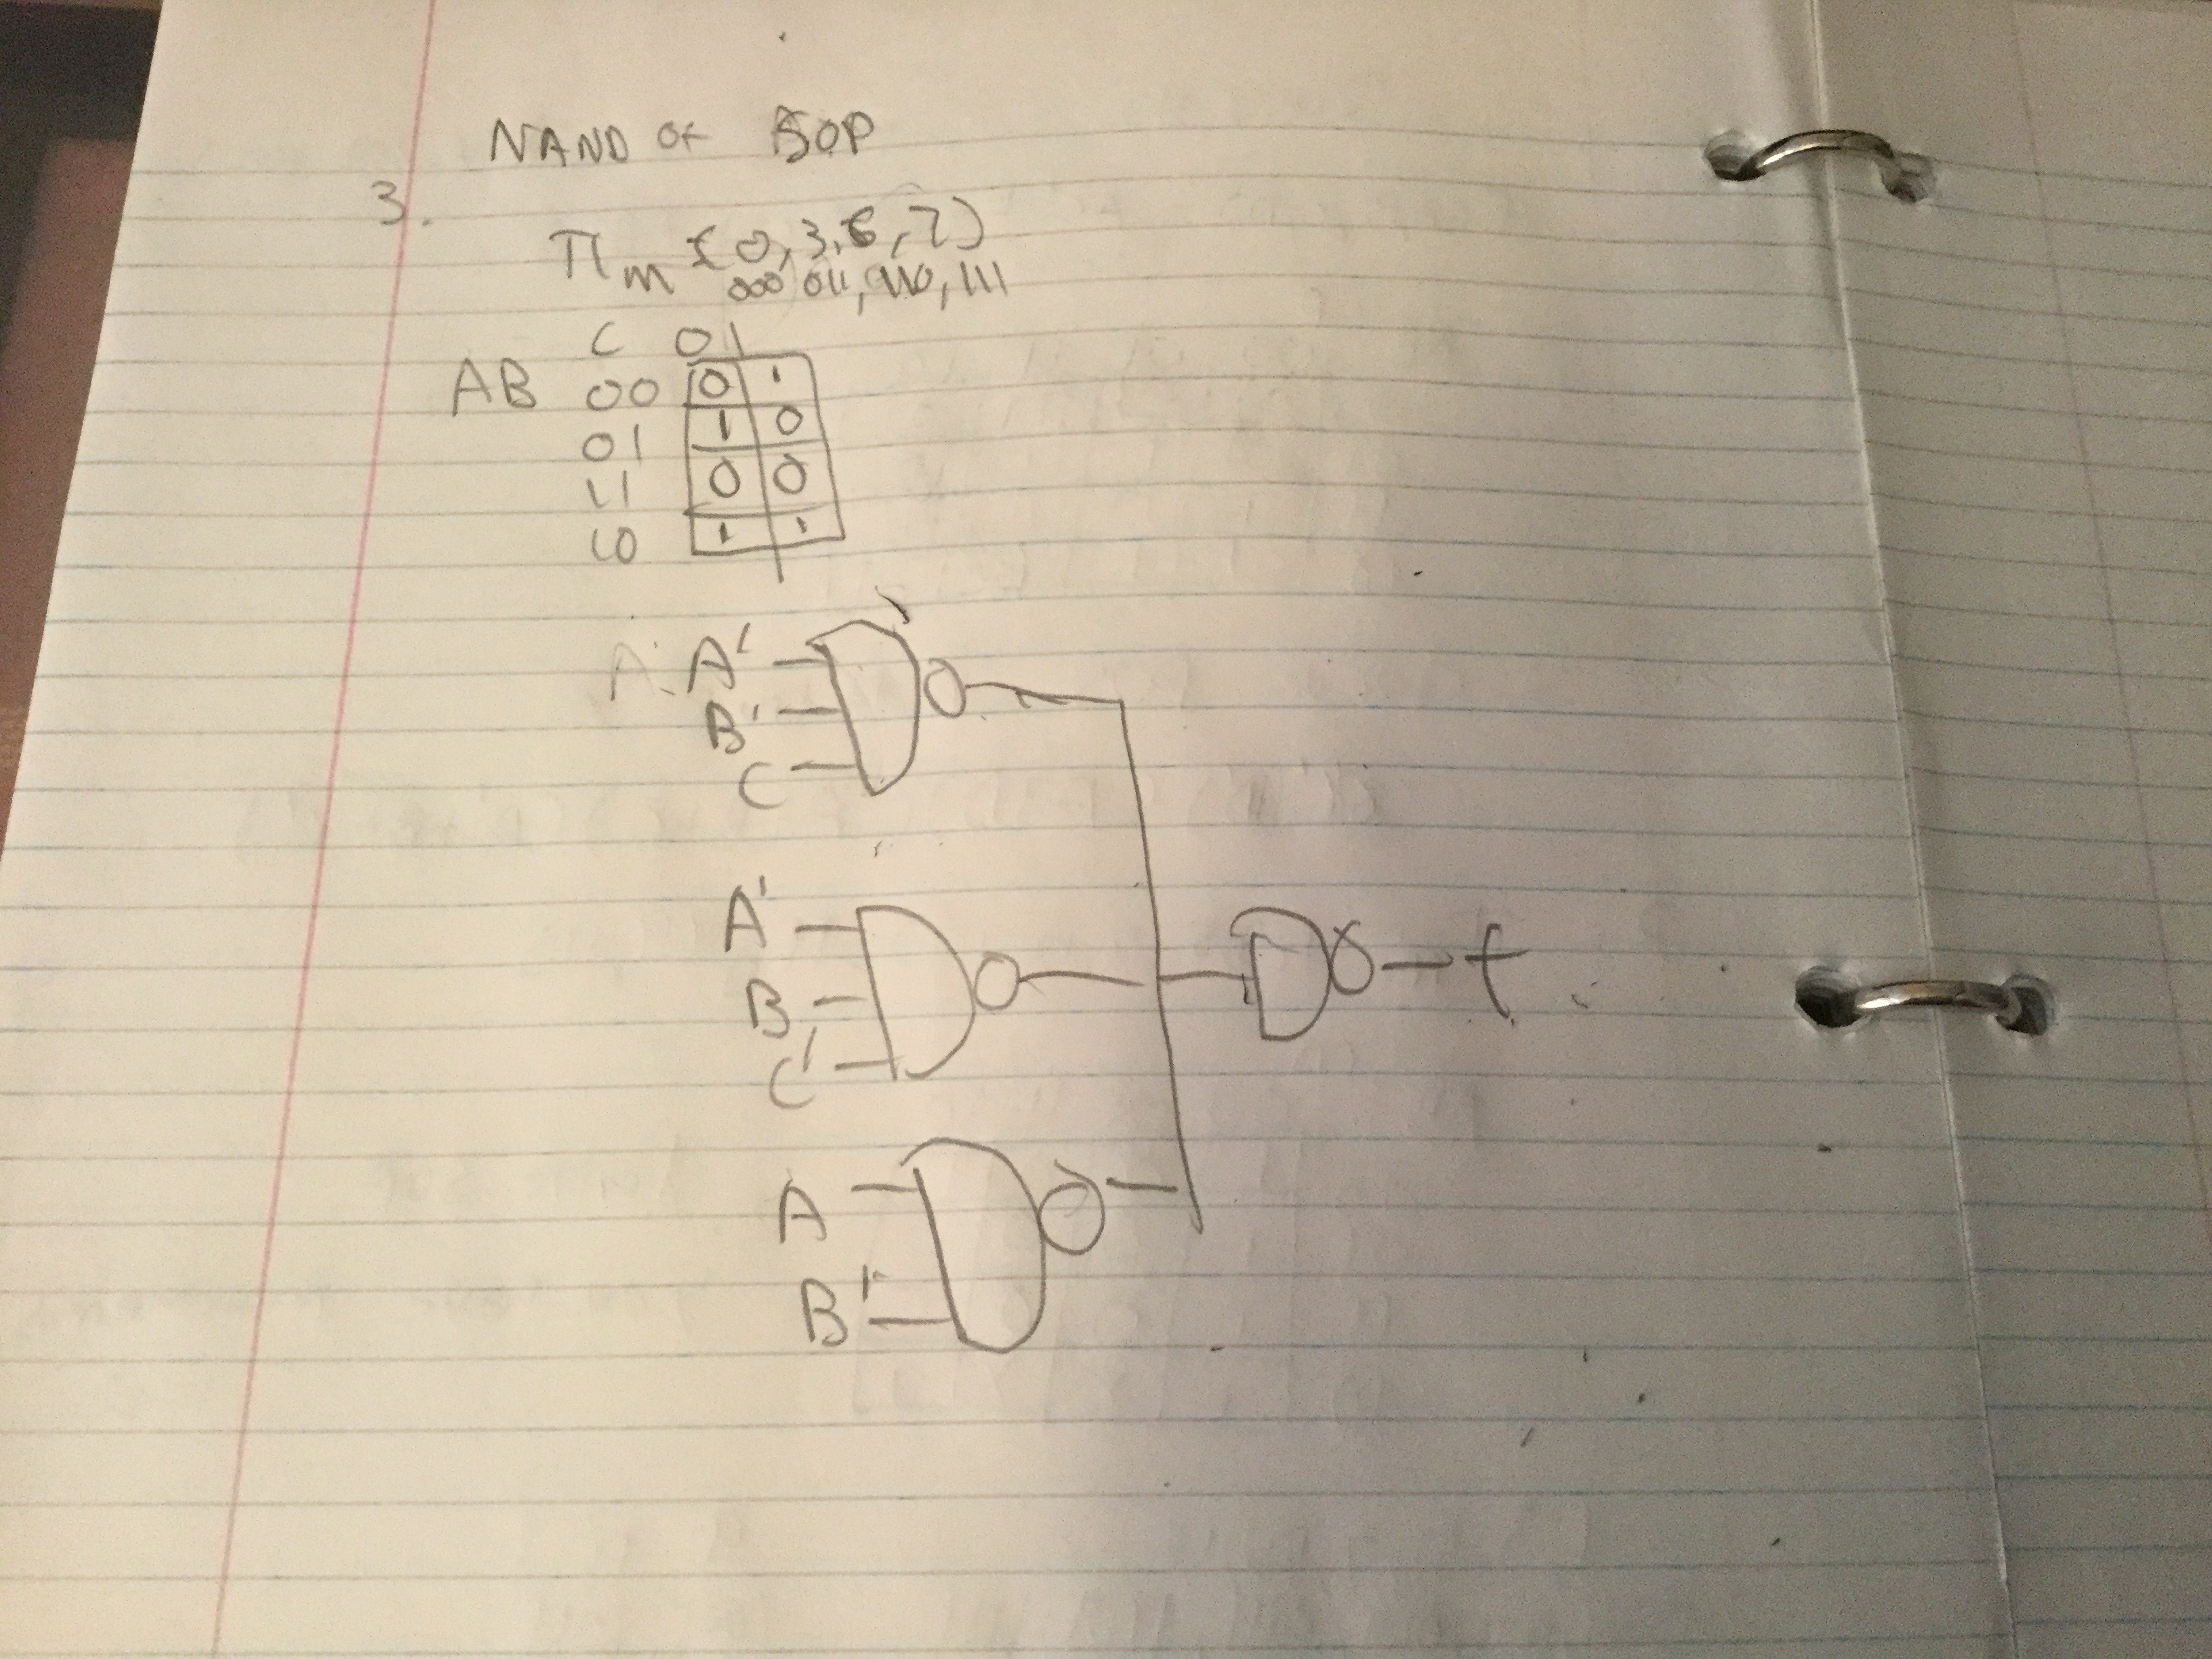 NAND OF SOP
3.
πm (0,3,6,7)
000 011, 110, 111
C 0 1
AB 00 0 1
01 1 0
11 0 0
10 1 1
A' A'
B'
C
A'
B
C'
f
A
B'